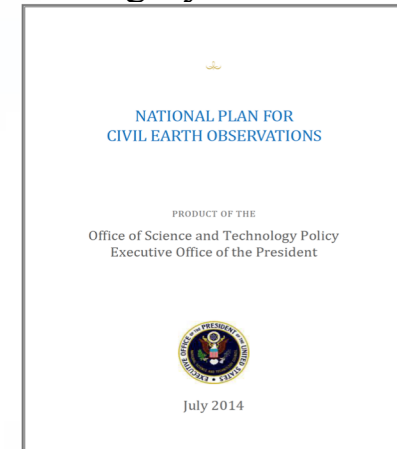 NATIONAL PLAN FOR
CIVIL EARTH OBSERVATIONS
PRODUCT OF THE
Office of Science and Technology Policy
Executive Office of the President
July 2014